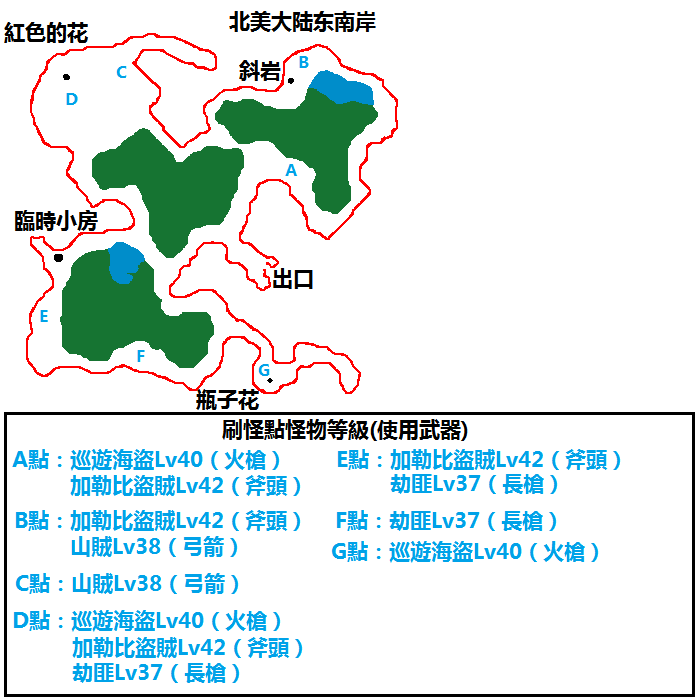 北美大陆东南岸
紅色的花
斜岩
B
C
D
A
臨時小房
出口
E
F
G
瓶子花
刷怪點怪物等級(使用武器)
A點：巡遊海盜Lv40（火槍）
加勒比盜賊Lv42（斧頭）
B點：加勒比盜賊Lv42（斧頭）
山賊Lv38（弓箭）
C點：山賊Lv38（弓箭）
D點：巡遊海盜Lv40（火槍）
加勒比盜賊Lv42（斧頭）
劫匪Lv37（長槍）
E點：加勒比盜賊Lv42（斧頭）
劫匪Lv37（長槍）
F點：劫匪Lv37（長槍）
G點：巡遊海盜Lv40（火槍）